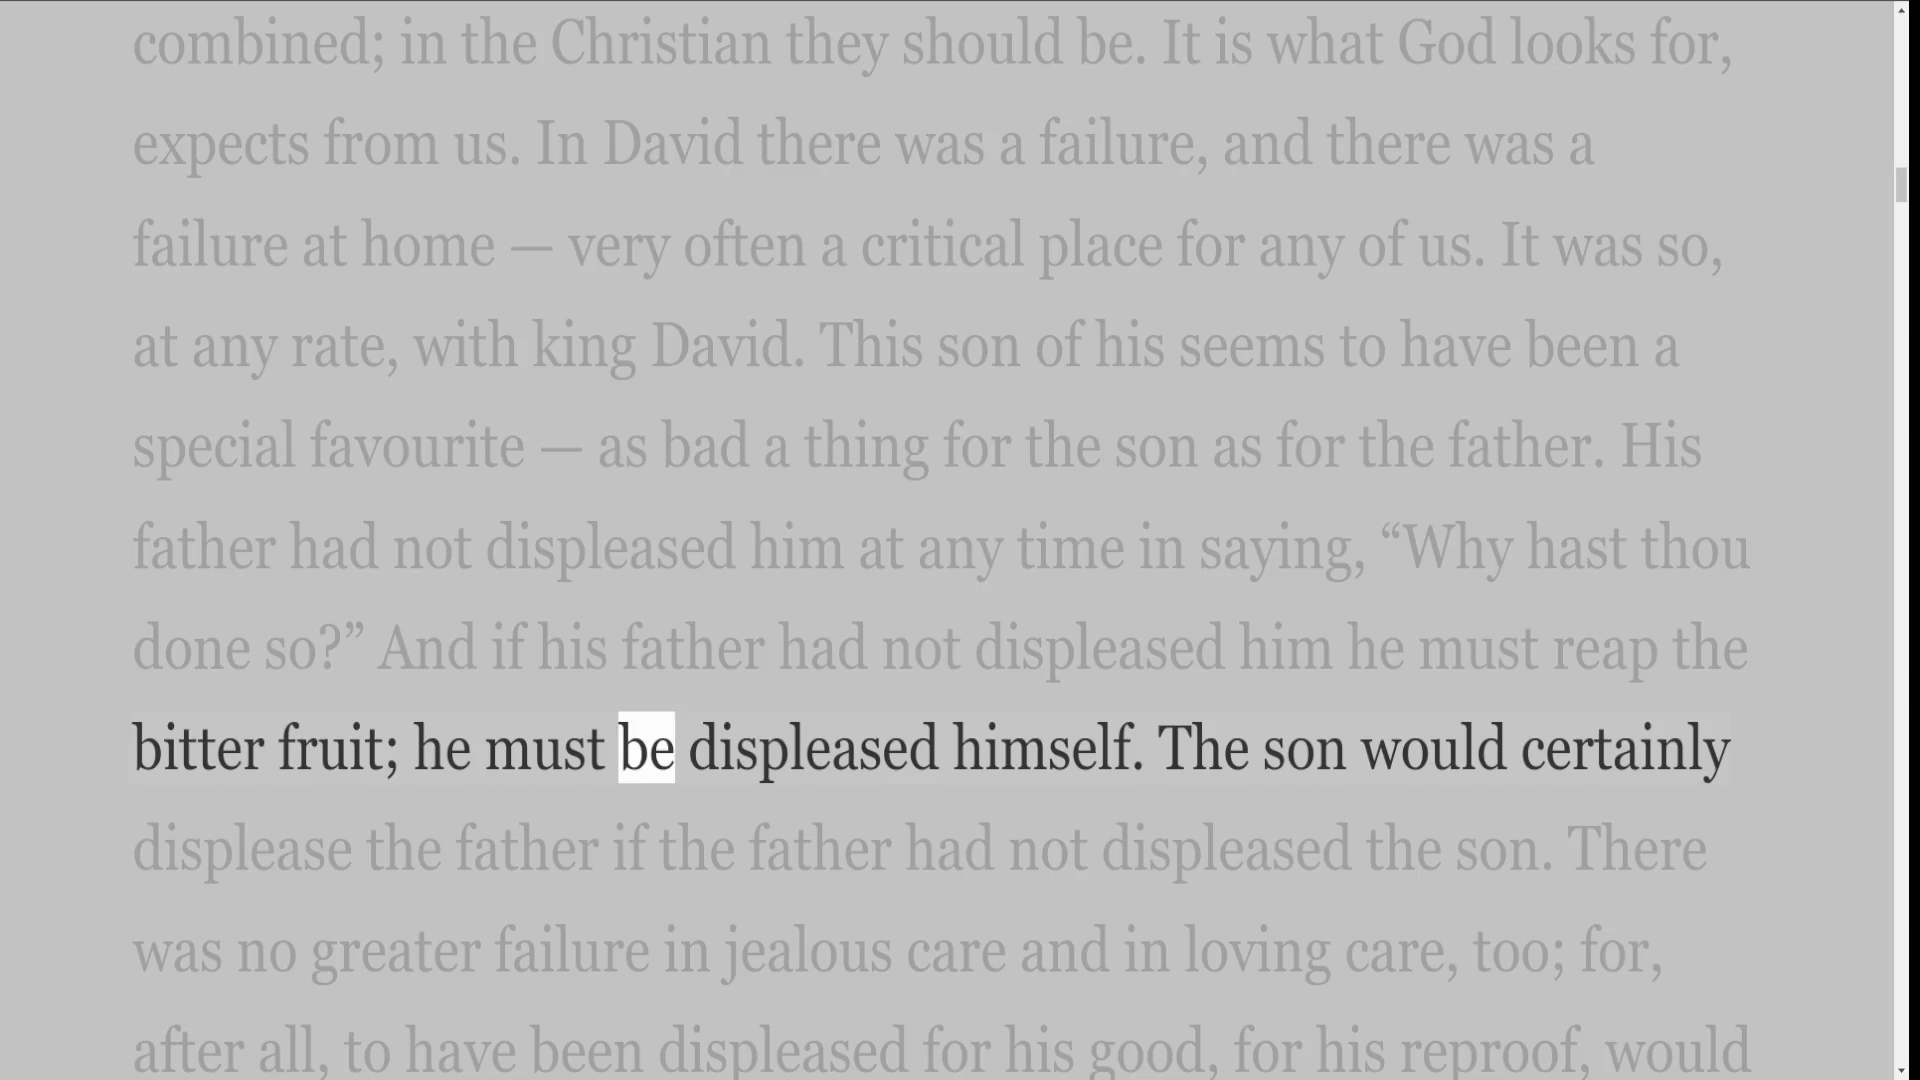 combined; in the Christian they should be. It is what God looks for,
expects from us. In David there was a failure, and there was a
failure at home — very often a critical place for any of us. It was so,
at any rate, with king David. This son of his seems to have been a
special favourite — as bad a thing for the son as for the father. His
father had not displeased him at any time in saying, “Why hast thou
done so?” And if his father had not displeased him he must reap the
bitter fruit; he must be displeased himself. The son would certainly
displease the father if the father had not displeased the son. There
was no greater failure in jealous care and in loving care, too; for,
after all, to have been displeased for his good, for his reproof, would